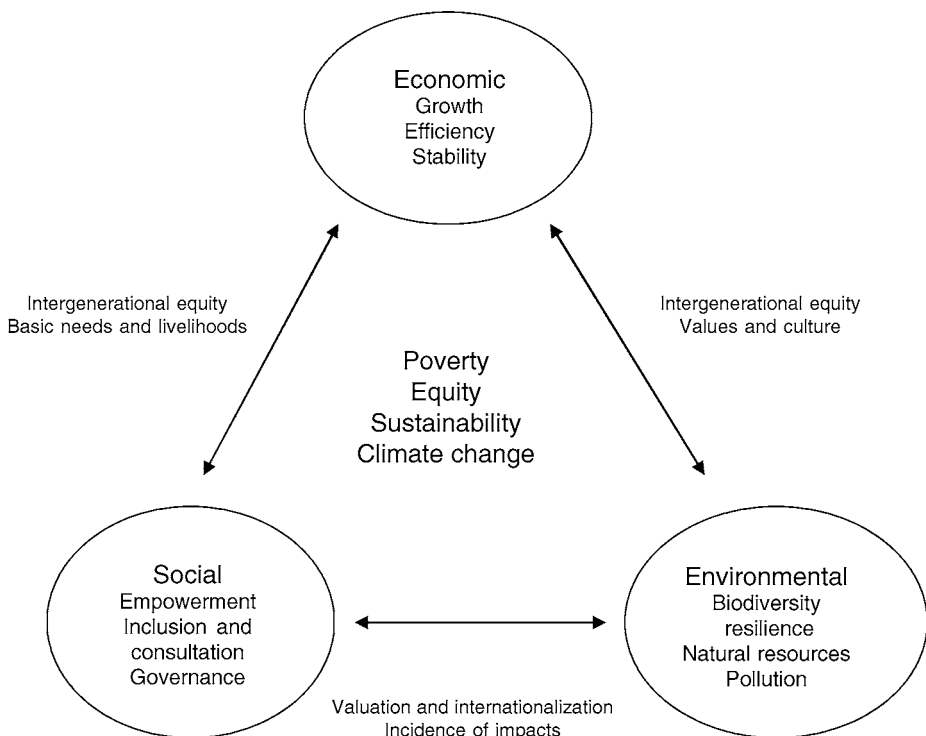 Economic
Growth
Efficiency
Stability
Intergenerational equity
Basic needs and livelihoods
Intergenerational equity
Values and culture
Poverty
Equity
Sustainability
Climate change
Social
Empowerment
Inclusion and
consultation
Governance
Environmental
Biodiversity
resilience
Natural resources
Pollution
Valuation and internationalization
Incidence of impacts